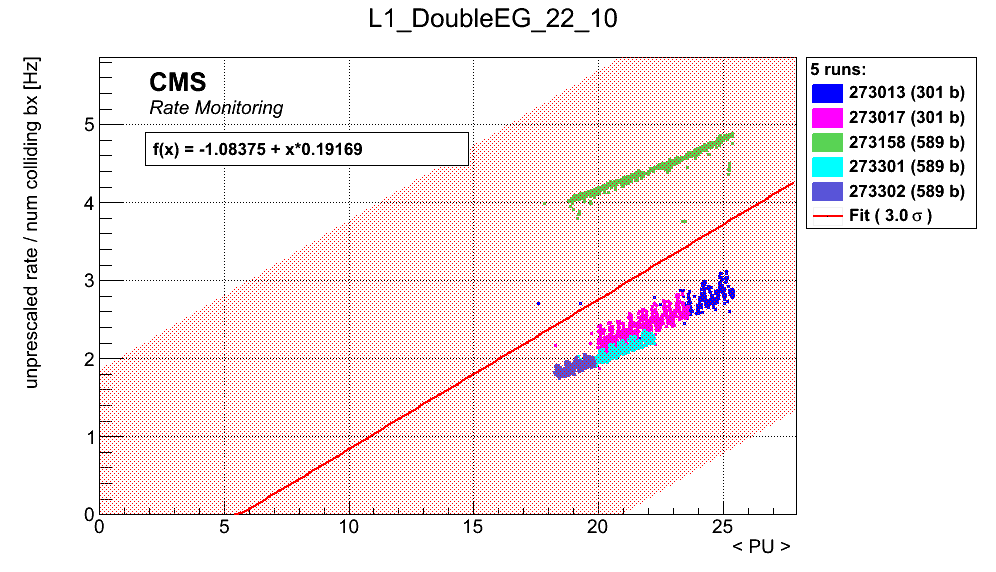 L1_DoubleEG_22_10
unprescaled rate / num colliding bx [Hz]
CMS
Rate Monitoring
f(x) = -1.08375 + x*0.19169
5 runs:
273013 (301 b)
273017 (301 b)
273158 (589 b)
273301 (589 b)
273302 (589 b)
Fit ( 3.0 σ )
5
4
3
2
1
0
0 5 10 15 20 25
< PU >